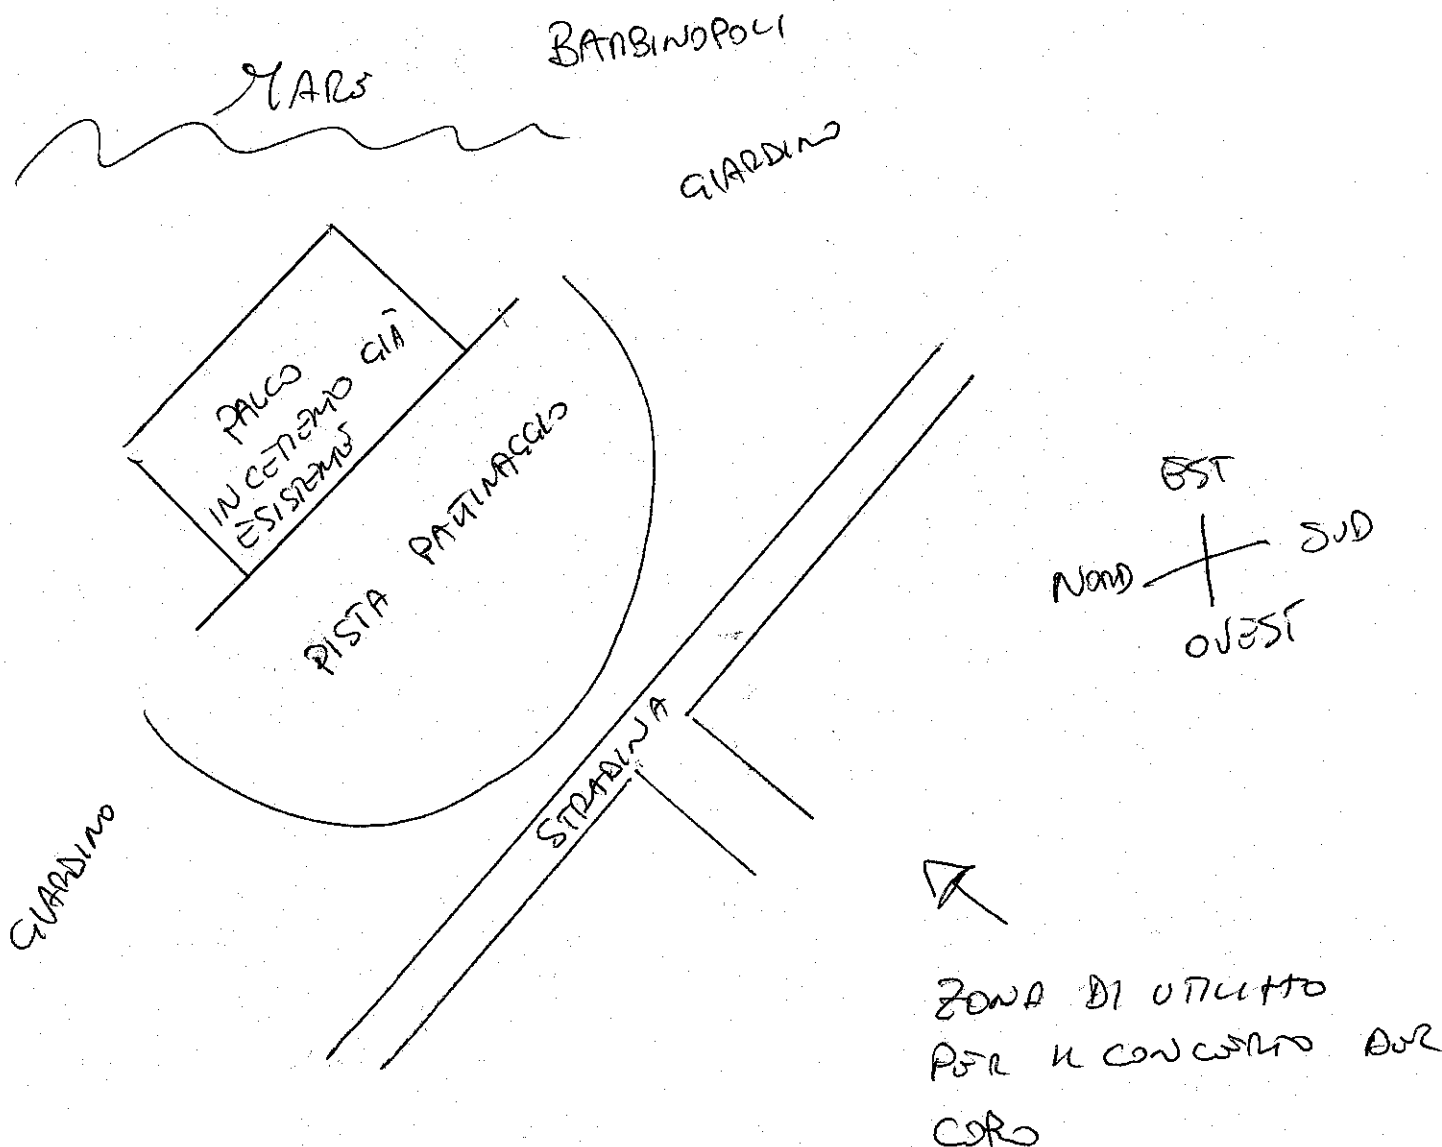 BAMBINOPOLI
MARE
GIARDINO
PALCO
IN CEMENTO GIÀ
ESISTENTE
PISTA PATTINAGGIO
EST
NORD
SUD
OVEST
STRADINA
GIARDINO
ZONA DI UTILIZZO
PER IL CONCERTO DEL
CORO